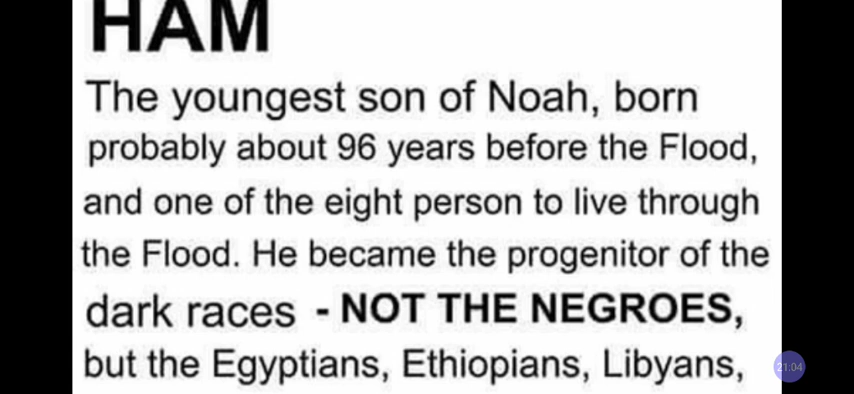 HAM
The youngest son of Noah, born
probably about 96 years before the Flood,
and one of the eight person to live through
the Flood. He became the progenitor of the
dark races - NOT THE NEGROES,
but the Egyptians, Ethiopians, Libyans,
21:04